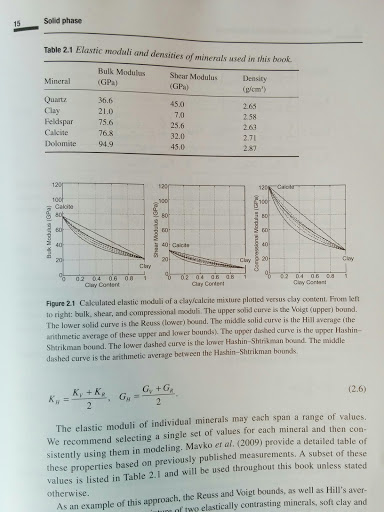 15
Solid phase
Table 2.1 Elastic moduli and densities of minerals used in this book.
Mineral Bulk Modulus (GPa) Shear Modulus (GPa) Density (g/cm³)
Quartz 36.6 45.0 2.65
Clay 21.0 7.0 2.58
Feldspar 75.6 25.6 2.63
Calcite 76.8 32.0 2.71
Dolomite 94.9 45.0 2.87
Bulk Modulus (GPa)
120
100
80
60
40
20
0
Calcite
Clay
0 0.2 0.4 0.6 0.8 1
Clay Content
Shear Modulus (GPa)
120
100
80
60
40
20
0
Calcite
Clay
0 0.2 0.4 0.6 0.8 1
Clay Content
Compressional Modulus (GPa)
120
100
80
60
40
20
0
Calcite
Clay
0 0.2 0.4 0.6 0.8 1
Clay Content
Figure 2.1 Calculated elastic moduli of a clay/calcite mixture plotted versus clay content. From left
to right: bulk, shear, and compressional moduli. The upper solid curve is the Voigt (upper) bound.
The lower solid curve is the Reuss (lower) bound. The middle solid curve is the Hill average (the
arithmetic average of these upper and lower bounds). The upper dashed curve is the upper Hashin–
Shtrikman bound. The lower dashed curve is the lower Hashin–Shtrikman bound. The middle
dashed curve is the arithmetic average between the Hashin–Shtrikman bounds.
K_H = (K_V + K_R)/2, G_H = (G_V + G_R)/2. (2.6)
The elastic moduli of individual minerals may each span a range of values.
We recommend selecting a single set of values for each mineral and then con-
sistently using them in modeling. Mavko et al. (2009) provide a detailed table of
these properties based on previously published measurements. A subset of these
values is listed in Table 2.1 and will be used throughout this book unless stated
otherwise.
As an example of this approach, the Reuss and Voigt bounds, as well as Hill's aver-
of two elastically contrasting minerals, soft clay and